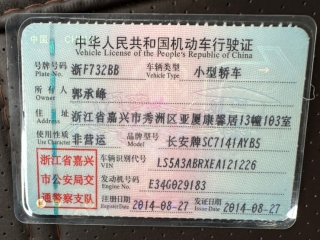 中华人民共和国机动车行驶证
Vehicle License of the People's Republic of China
号牌号码 Plate No. 浙F732BB 车辆类型 Vehicle Type 小型轿车
所有人 Owner 郭承峰
住址 Address 浙江省嘉兴市秀洲区亚厦康馨居13幢103室
使用性质 Use Character 非营运 品牌型号 Model 长安牌SC7141AYB5
浙江省嘉兴
市公安局交
通警察支队
车辆识别代号 VIN LS5A3ABRXEA121226
发动机号码 Engine No. E34G029183
注册日期 Register Date 2014-08-27 发证日期 Issue Date 2014-08-27